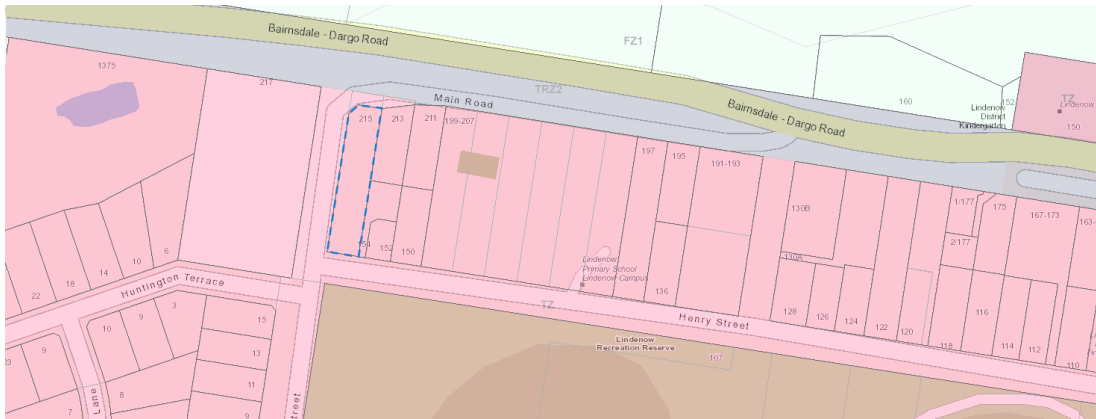 Bairnsdale - Dargo Road
FZ1
1375
217
TRZ2
Main Road
Bairnsdale - Dargo Road
160
152
TZ
Lindenow
Lindenow
District
Kindergarten
150
215
213
211
199-207
197
195
191-193
130B
1/177
175
167-173
163-
2/177
130A
154
152
150
Lindenow
Primary School
Lindenow Campus
136
128
126
124
122
120
118
116
114
112
110
6
10
14
18
22
Huntington Terrace
TZ
Henry Street
Lindenow
Recreation Reserve
107
3
9
10
15
13
11
9
8
7
9
23
Lane
Street